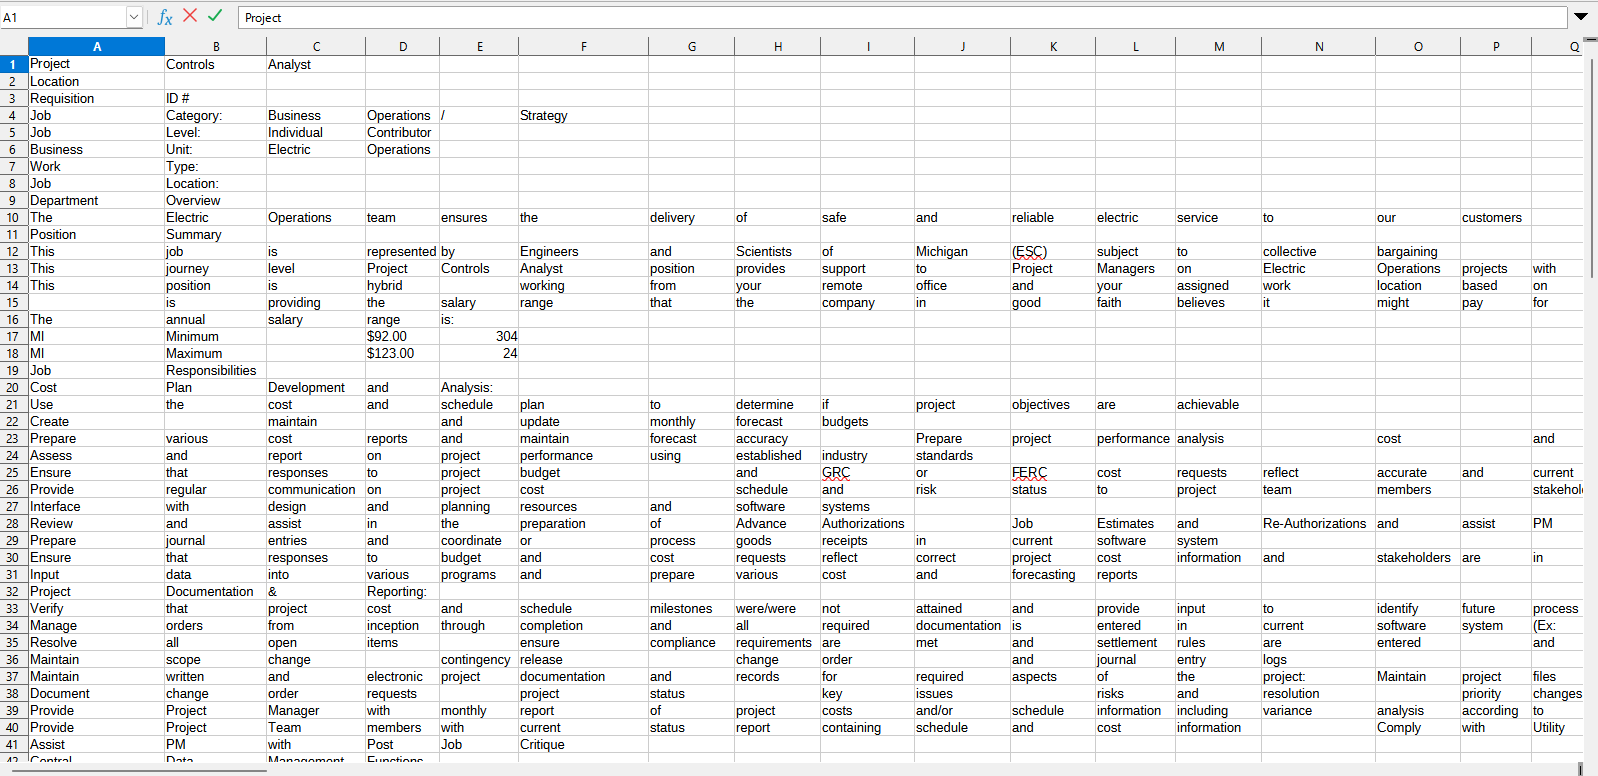 A1 fx Project
A B C D E F G H I J K L M N O P Q
1 Project Controls Analyst
2 Location
3 Requisition ID #
4 Job Category: Business Operations / Strategy
5 Job Level: Individual Contributor
6 Business Unit: Electric Operations
7 Work Type:
8 Job Location:
9 Department Overview
10 The Electric Operations team ensures the delivery of safe and reliable electric service to our customers
11 Position Summary
12 This job is represented by Engineers and Scientists of Michigan (ESC) subject to collective bargaining
13 This journey level Project Controls Analyst position provides support to Project Managers on Electric Operations projects with
14 This position is hybrid working from your remote office and your assigned work location based on
15 is providing the salary range that the company in good faith believes it might pay for
16 The annual salary range is:
17 MI Minimum $92.00 304
18 MI Maximum $123.00 24
19 Job Responsibilities
20 Cost Plan Development and Analysis:
21 Use the cost and schedule plan to determine if project objectives are achievable
22 Create maintain and update monthly forecast budgets
23 Prepare various cost reports and maintain forecast accuracy Prepare project performance analysis cost and
24 Assess and report on project performance using established industry standards
25 Ensure that responses to project budget and GRC or FERC cost requests reflect accurate and current
26 Provide regular communication on project cost schedule and risk status to project team members stakehol
27 Interface with design and planning resources and software systems
28 Review and assist in the preparation of Advance Authorizations Job Estimates and Re-Authorizations and assist PM
29 Prepare journal entries and coordinate or process goods receipts in current software system
30 Ensure that responses to budget and cost requests reflect correct project cost information and stakeholders are in
31 Input data into various programs and prepare various cost and forecasting reports
32 Project Documentation & Reporting:
33 Verify that project cost and schedule milestones were/were not attained and provide input to identify future process
34 Manage orders from inception through completion and all required documentation is entered in current software system (Ex:
35 Resolve all open items ensure compliance requirements are met and settlement rules are entered and
36 Maintain scope change contingency release change order and journal entry logs
37 Maintain written and electronic project documentation and records for required aspects of the project: Maintain project files
38 Document change order requests project status key issues risks and resolution priority changes
39 Provide Project Manager with monthly report of project costs and/or schedule information including variance analysis according to
40 Provide Project Team members with current status report containing schedule and cost information Comply with Utility
41 Assist PM with Post Job Critique
42 Central Data Management Functions